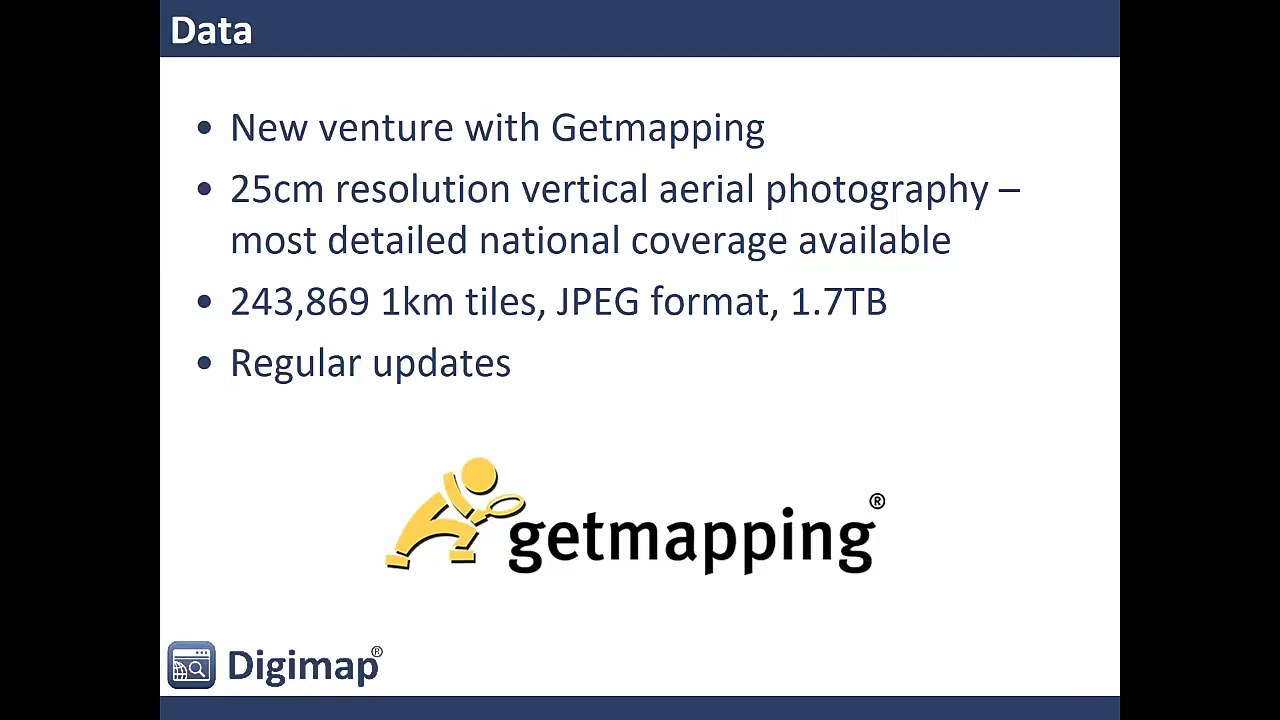 Data
• New venture with Getmapping
• 25cm resolution vertical aerial photography –
most detailed national coverage available
• 243,869 1km tiles, JPEG format, 1.7TB
• Regular updates
getmapping®
Digimap®